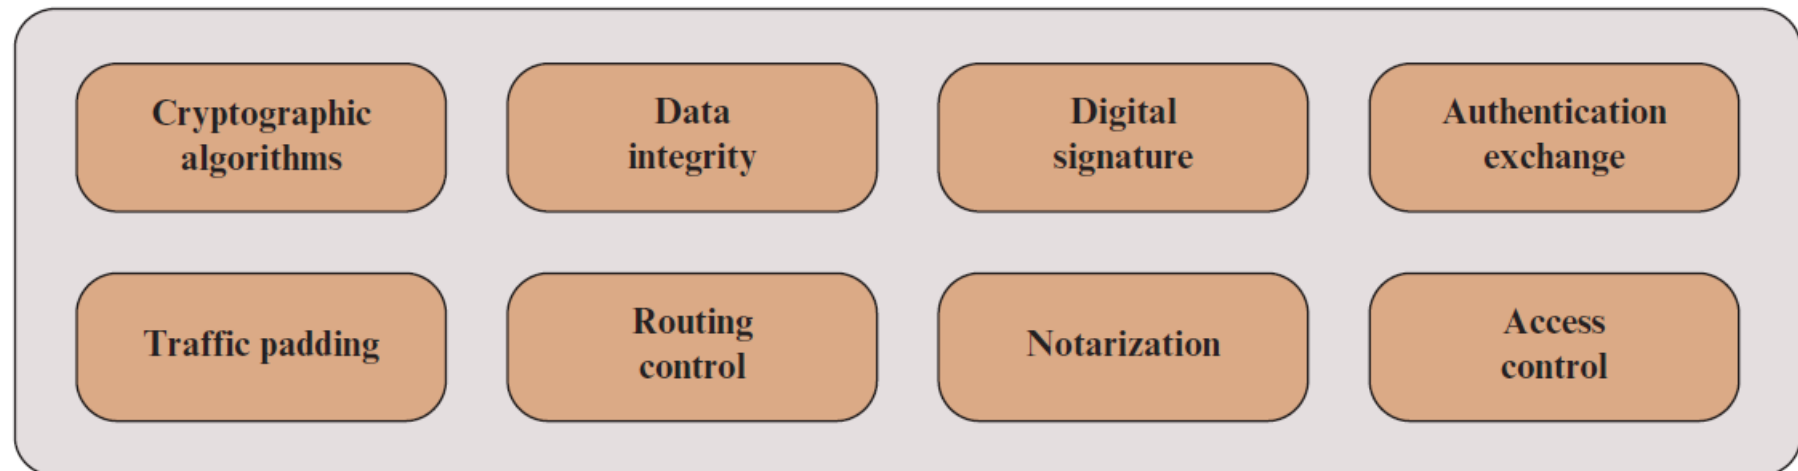 Cryptographic
algorithms
Data
integrity
Digital
signature
Authentication
exchange
Traffic padding
Routing
control
Notarization
Access
control